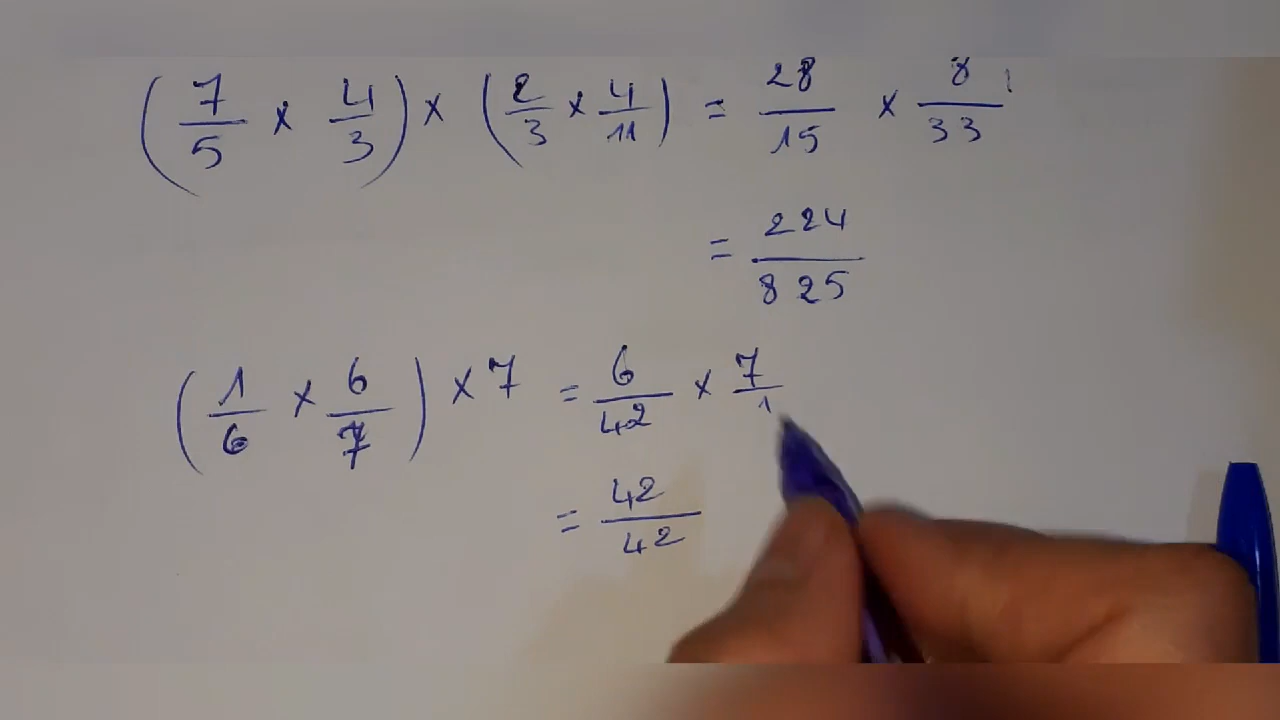 (7/5 × 4/3) × (2/3 × 4/11) = 28/15 × 8/33
= 224/825
(1/6 × 6/7) × 7 = 6/42 × 7/1
= 42/42